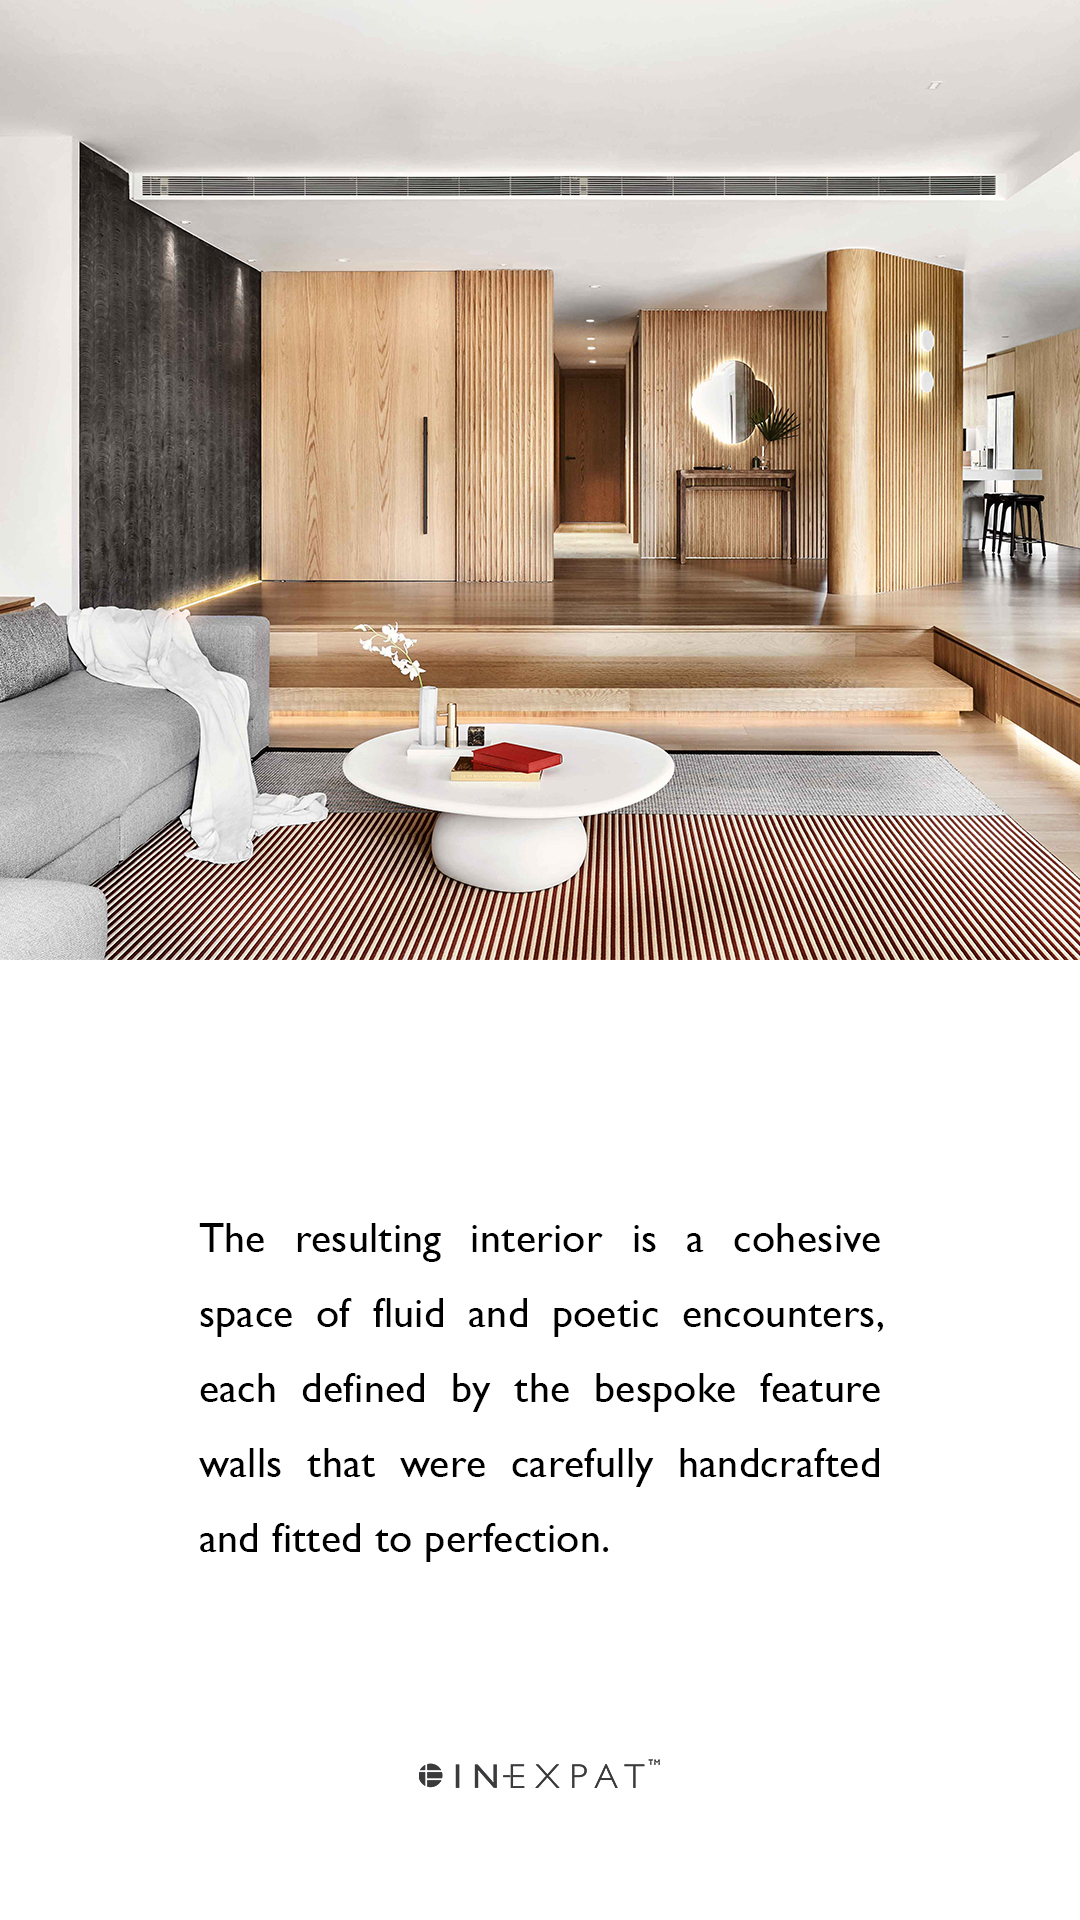 The resulting interior is a cohesive
space of fluid and poetic encounters,
each defined by the bespoke feature
walls that were carefully handcrafted
and fitted to perfection.
INEXPAT™